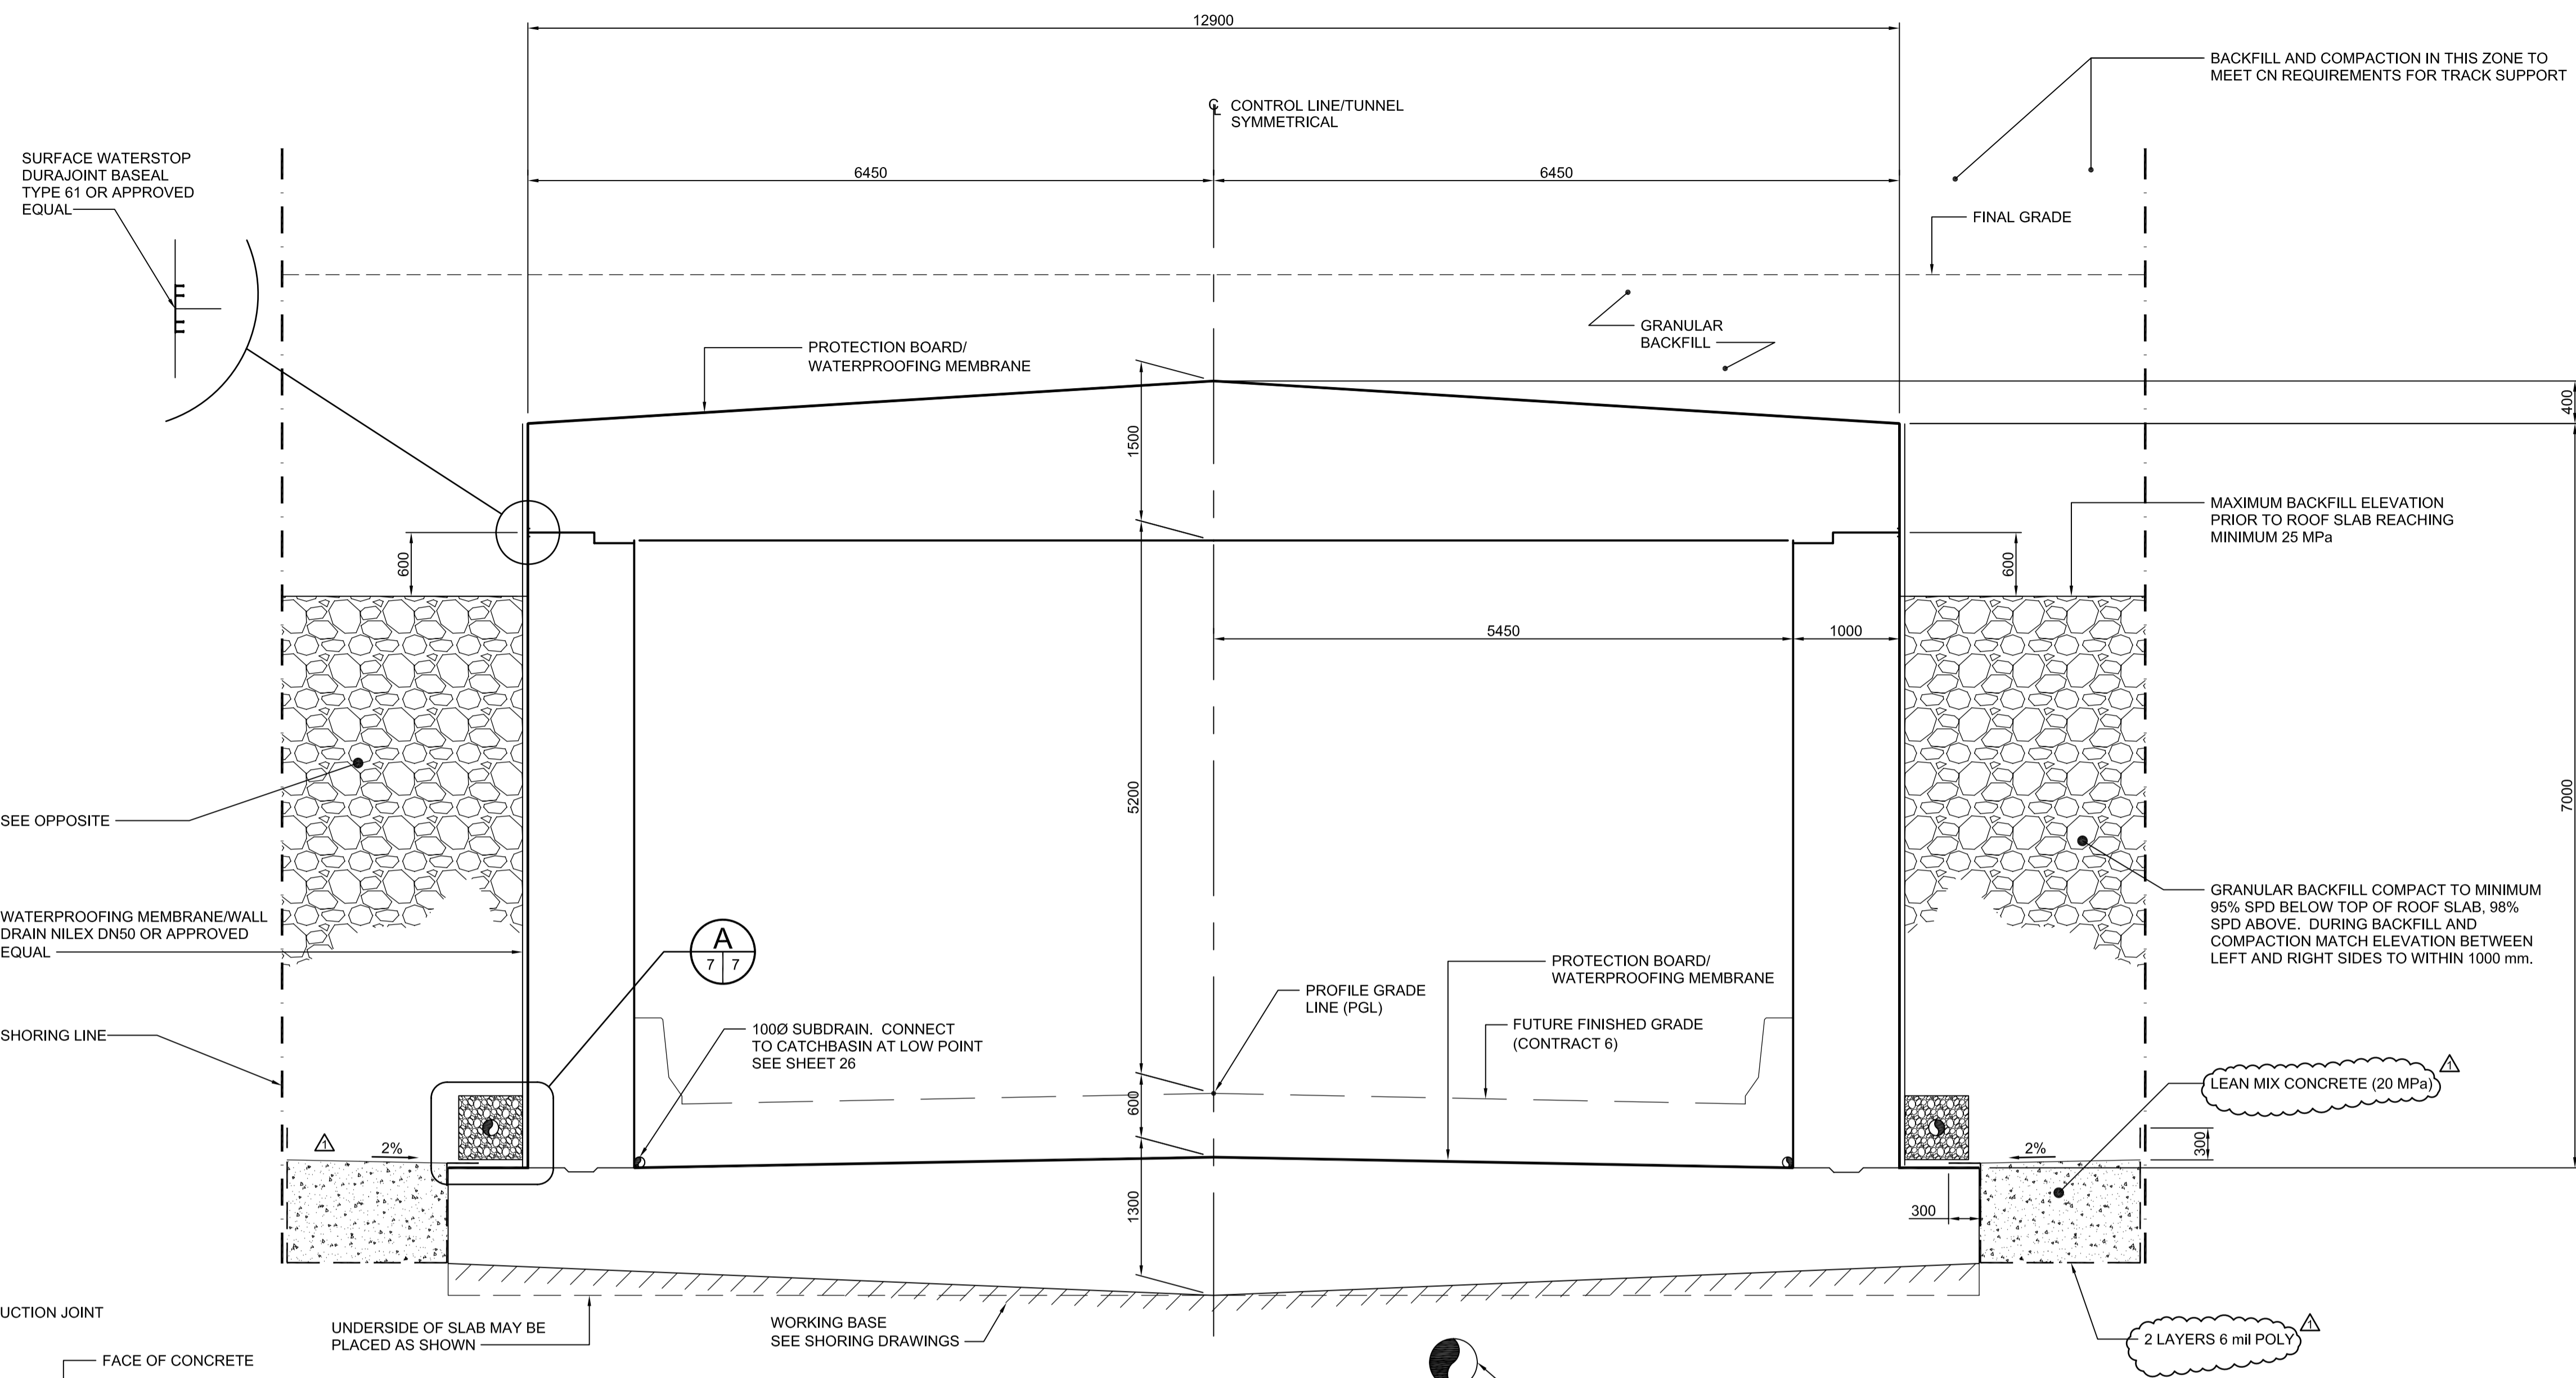 12900
BACKFILL AND COMPACTION IN THIS ZONE TO
MEET CN REQUIREMENTS FOR TRACK SUPPORT
CONTROL LINE/TUNNEL
SYMMETRICAL
SURFACE WATERSTOP
DURAJOINT BASEAL
TYPE 61 OR APPROVED
EQUAL
6450
6450
FINAL GRADE
GRANULAR
BACKFILL
PROTECTION BOARD/
WATERPROOFING MEMBRANE
400
1500
MAXIMUM BACKFILL ELEVATION
PRIOR TO ROOF SLAB REACHING
MINIMUM 25 MPa
600
600
5450
1000
5200
7000
SEE OPPOSITE
GRANULAR BACKFILL COMPACT TO MINIMUM
95% SPD BELOW TOP OF ROOF SLAB, 98%
SPD ABOVE. DURING BACKFILL AND
COMPACTION MATCH ELEVATION BETWEEN
LEFT AND RIGHT SIDES TO WITHIN 1000 mm.
WATERPROOFING MEMBRANE/WALL
DRAIN NILEX DN50 OR APPROVED
EQUAL
A
7 7
PROTECTION BOARD/
WATERPROOFING MEMBRANE
PROFILE GRADE
LINE (PGL)
SHORING LINE
100Ø SUBDRAIN. CONNECT
TO CATCHBASIN AT LOW POINT
SEE SHEET 26
FUTURE FINISHED GRADE
(CONTRACT 6)
600
LEAN MIX CONCRETE (20 MPa)
1
1
2%
2%
300
1300
300
UCTION JOINT
UNDERSIDE OF SLAB MAY BE
PLACED AS SHOWN
WORKING BASE
SEE SHORING DRAWINGS
2 LAYERS 6 mil POLY
1
FACE OF CONCRETE